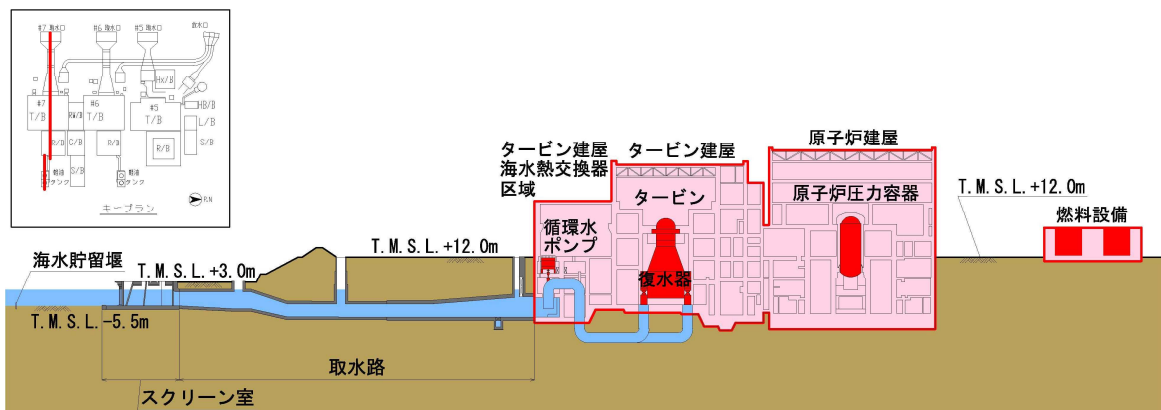 #7 取水口
#6 取水口
#5 取水口
放水口
Hx/B
#7
T/B
RW/B
#6
T/B
#5
T/B
HB/B
L/B
S/B
R/B
C/B
R/B
R/B
S/B
軽油
タンク
軽油
タンク
キープラン
P.N
タービン建屋
海水熱交換器
区域
タービン建屋
原子炉建屋
タービン
原子炉圧力容器
T.M.S.L.+12.0m
燃料設備
循環水
ポンプ
復水器
T.M.S.L.+12.0m
海水貯留堰
T.M.S.L.+3.0m
T.M.S.L.-5.5m
取水路
スクリーン室